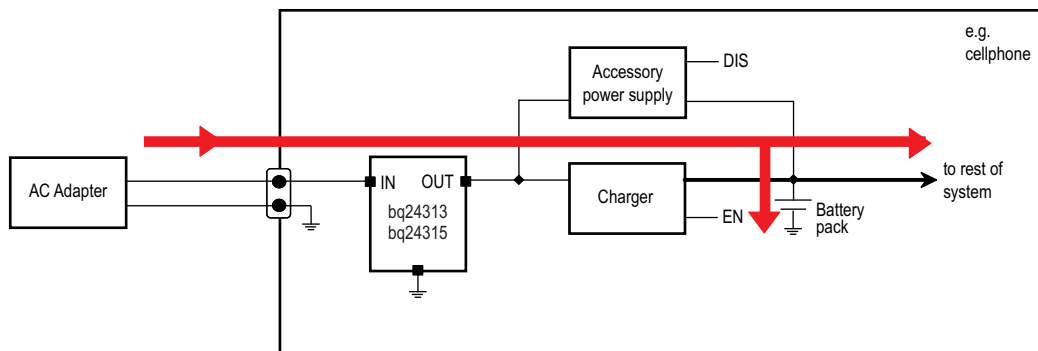 e.g.
cellphone
Accessory
power supply
DIS
AC Adapter
IN
OUT
bq24313
bq24315
Charger
EN
to rest of
system
Battery
pack